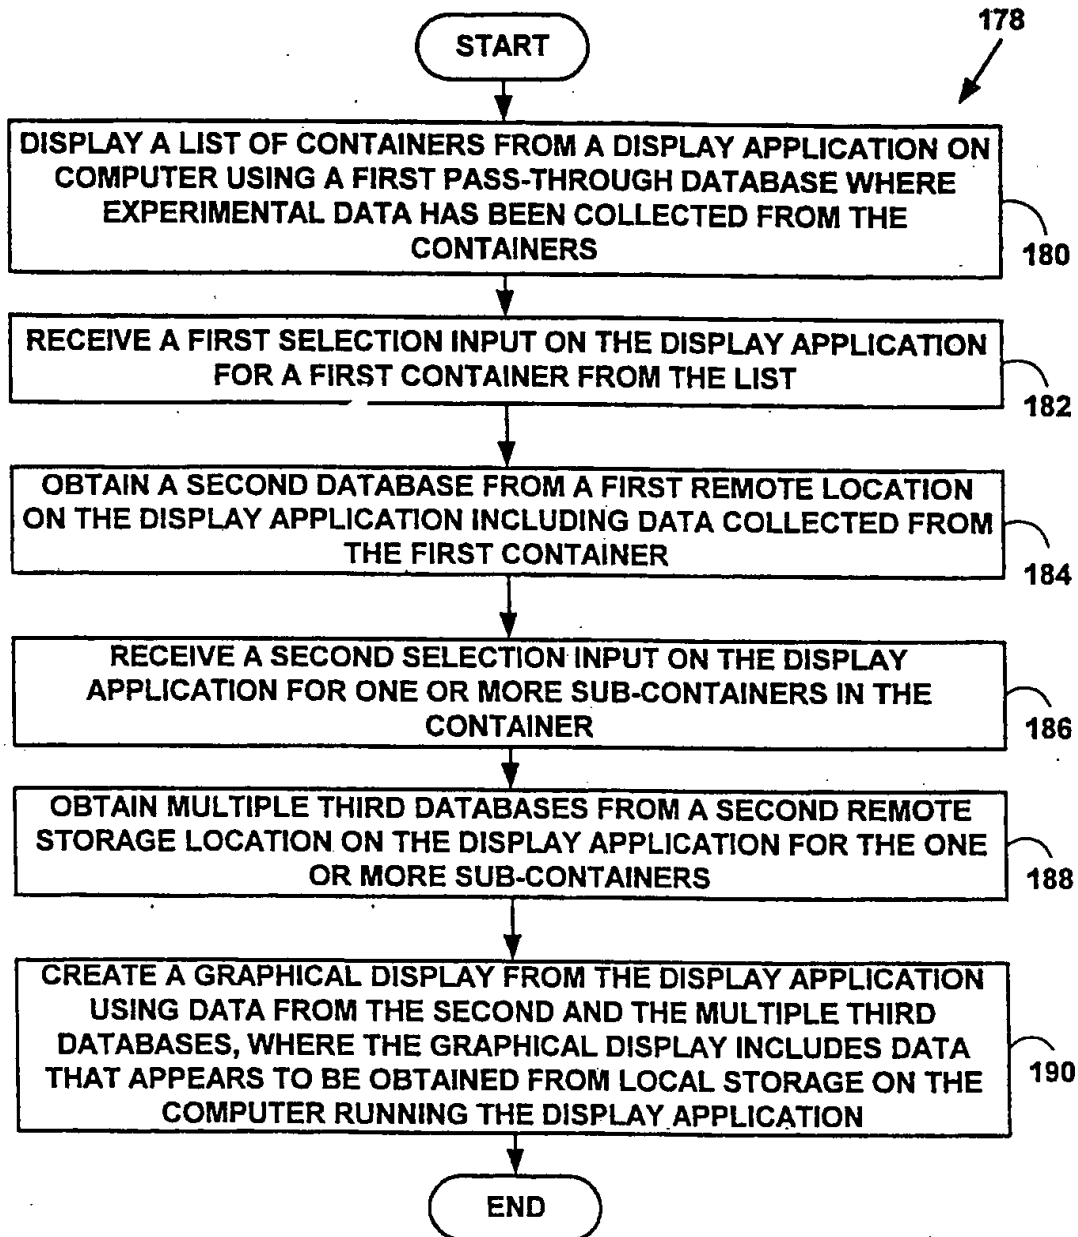 178
START
DISPLAY A LIST OF CONTAINERS FROM A DISPLAY APPLICATION ON
COMPUTER USING A FIRST PASS-THROUGH DATABASE WHERE
EXPERIMENTAL DATA HAS BEEN COLLECTED FROM THE
CONTAINERS
180
RECEIVE A FIRST SELECTION INPUT ON THE DISPLAY APPLICATION
FOR A FIRST CONTAINER FROM THE LIST
182
OBTAIN A SECOND DATABASE FROM A FIRST REMOTE LOCATION
ON THE DISPLAY APPLICATION INCLUDING DATA COLLECTED FROM
THE FIRST CONTAINER
184
RECEIVE A SECOND SELECTION INPUT ON THE DISPLAY
APPLICATION FOR ONE OR MORE SUB-CONTAINERS IN THE
CONTAINER
186
OBTAIN MULTIPLE THIRD DATABASES FROM A SECOND REMOTE
STORAGE LOCATION ON THE DISPLAY APPLICATION FOR THE ONE
OR MORE SUB-CONTAINERS
188
CREATE A GRAPHICAL DISPLAY FROM THE DISPLAY APPLICATION
USING DATA FROM THE SECOND AND THE MULTIPLE THIRD
DATABASES, WHERE THE GRAPHICAL DISPLAY INCLUDES DATA
THAT APPEARS TO BE OBTAINED FROM LOCAL STORAGE ON THE
COMPUTER RUNNING THE DISPLAY APPLICATION
190
END